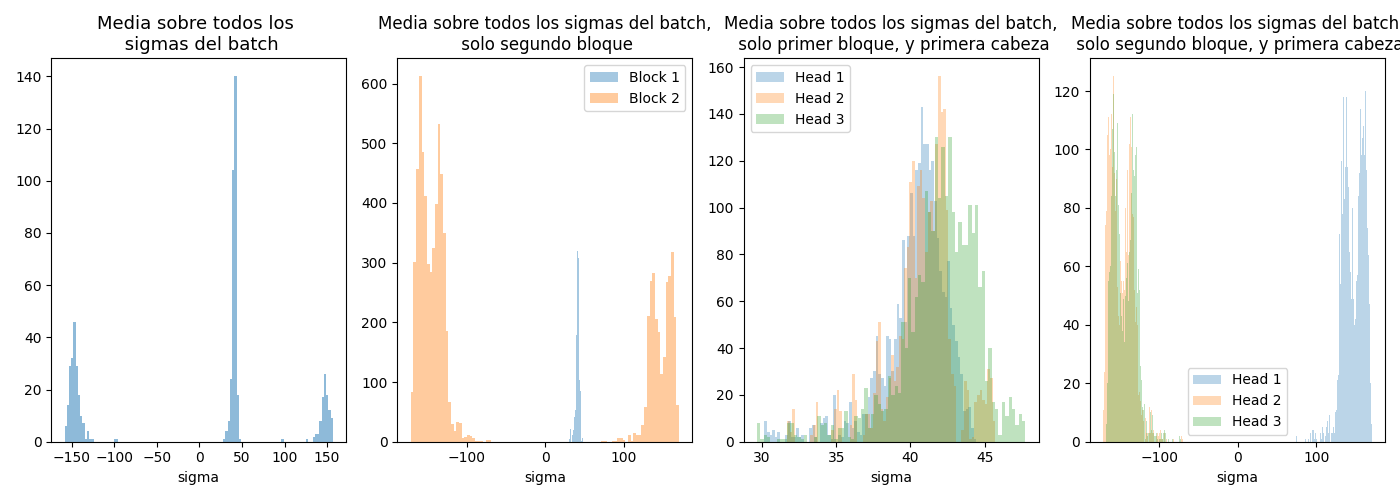 Media sobre todos los
sigmas del batch
140
120
100
80
60
40
20
0
−150
−100
−50
0
50
100
150
sigma
Media sobre todos los sigmas del batch,
solo segundo bloque
Block 1
Block 2
600
500
400
300
200
100
0
−100
0
100
sigma
Media sobre todos los sigmas del batch,
solo primer bloque, y primera cabeza
Head 1
Head 2
Head 3
160
140
120
100
80
60
40
20
0
30
35
40
45
sigma
Media sobre todos los sigmas del batch
solo segundo bloque, y primera cabeza
120
100
80
60
40
20
0
Head 1
Head 2
Head 3
−100
0
100
sigma